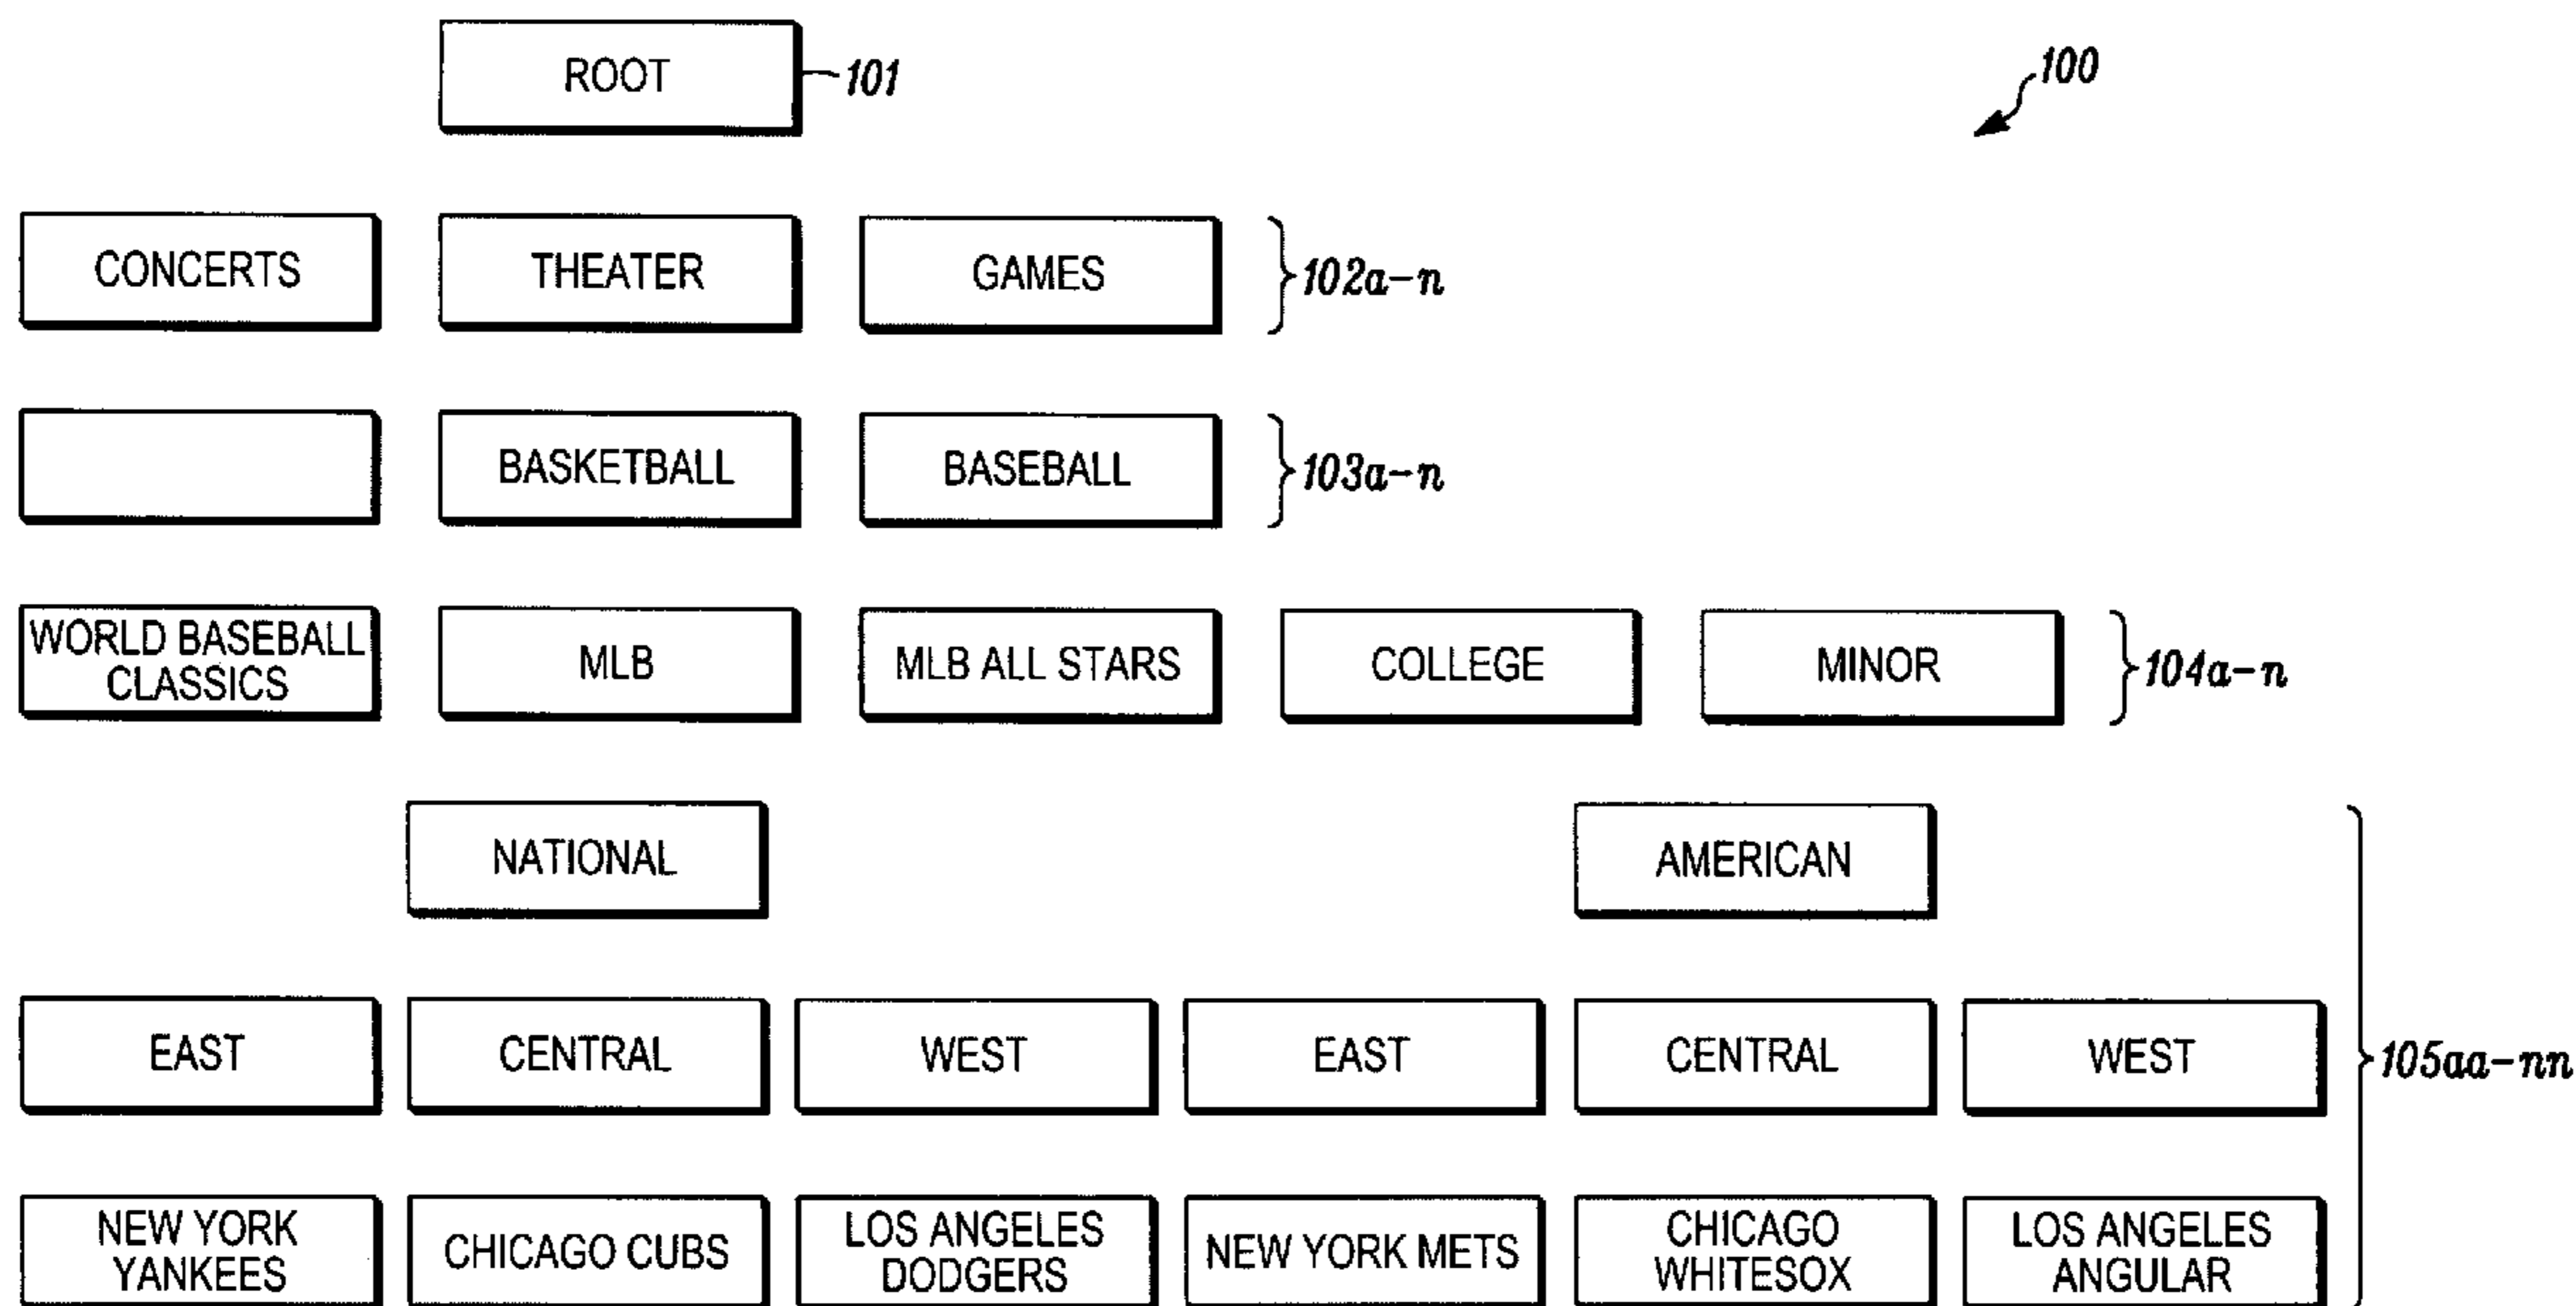 ROOT
101
100
CONCERTS
THEATER
GAMES
102a-n
BASKETBALL
BASEBALL
103a-n
WORLD BASEBALL
CLASSICS
MLB
MLB ALL STARS
COLLEGE
MINOR
104a-n
NATIONAL
AMERICAN
EAST
CENTRAL
WEST
EAST
CENTRAL
WEST
105aa-nn
NEW YORK
YANKEES
CHICAGO CUBS
LOS ANGELES
DODGERS
NEW YORK METS
CHICAGO
WHITESOX
LOS ANGELES
ANGULAR